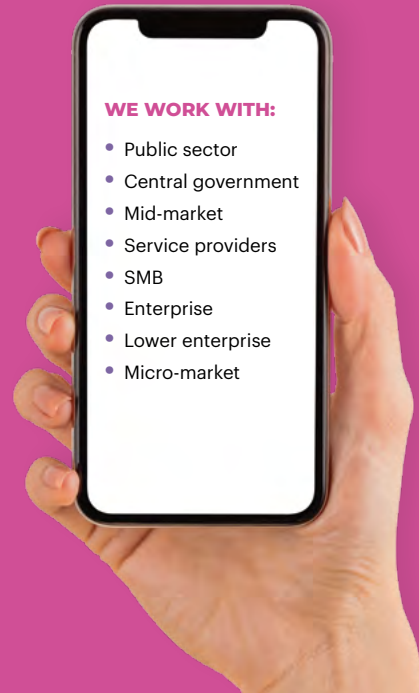 WE WORK WITH:
• Public sector
• Central government
• Mid-market
• Service providers
• SMB
• Enterprise
• Lower enterprise
• Micro-market